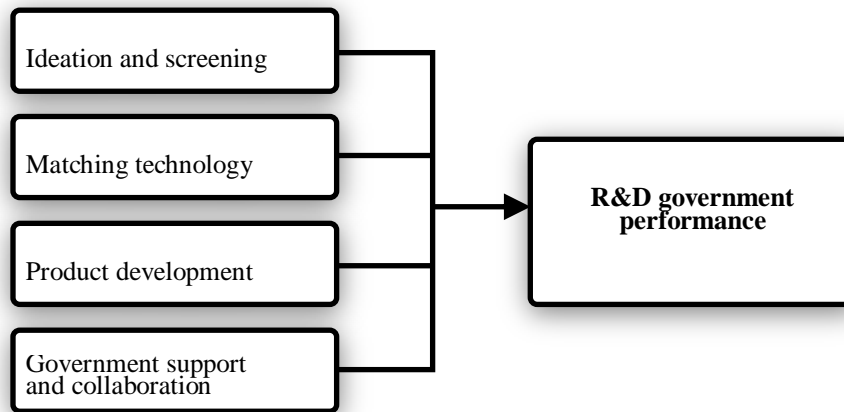 Ideation and screening
Matching technology
Product development
Government support
and collaboration
R&D government
performance